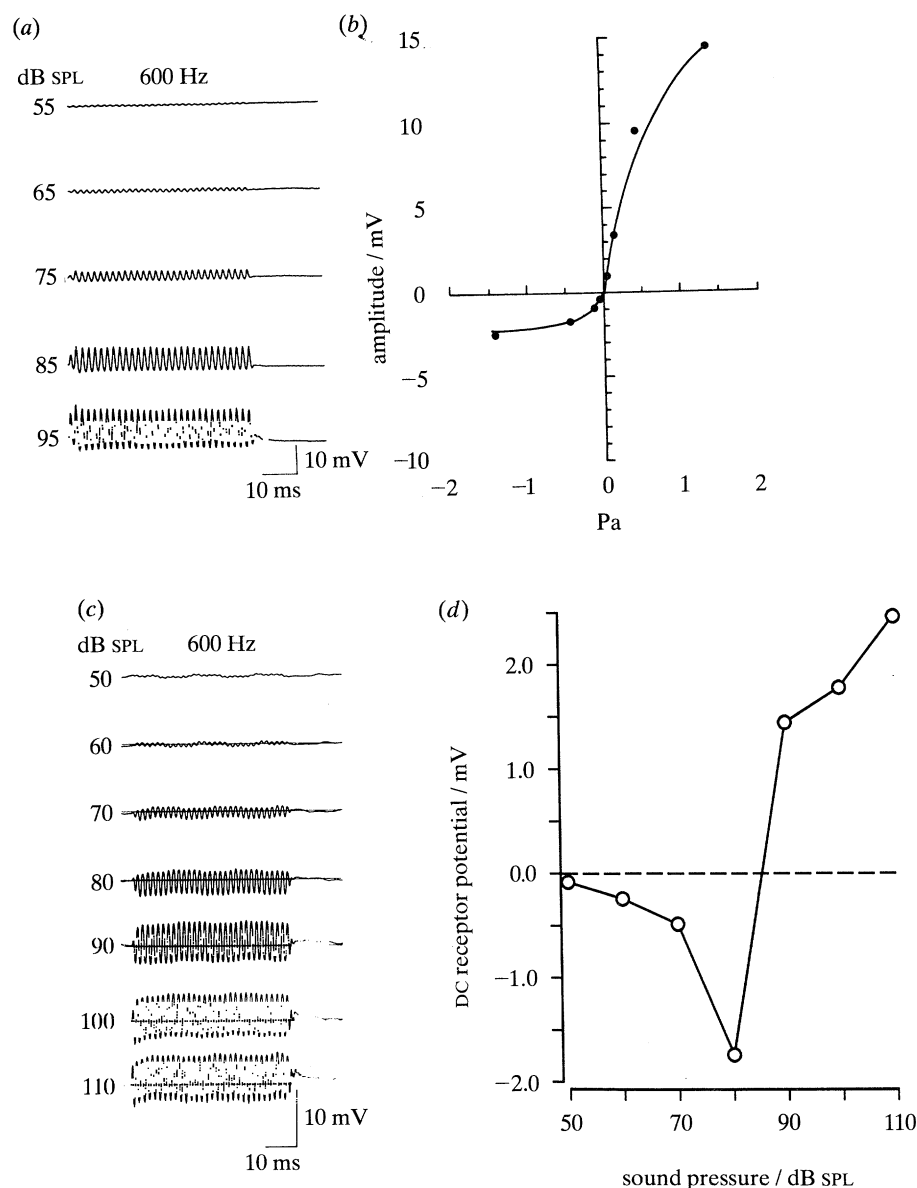 (a)
dB SPL 600 Hz
55
65
75
85
95
10 mV
10 ms
(b)
15
10
5
0
−5
−10
amplitude / mV
−2 −1 0 1 2
Pa
(c)
dB SPL 600 Hz
50
60
70
80
90
100
110
10 mV
10 ms
(d)
2.0
1.0
0.0
−1.0
−2.0
DC receptor potential / mV
50 70 90 110
sound pressure / dB SPL